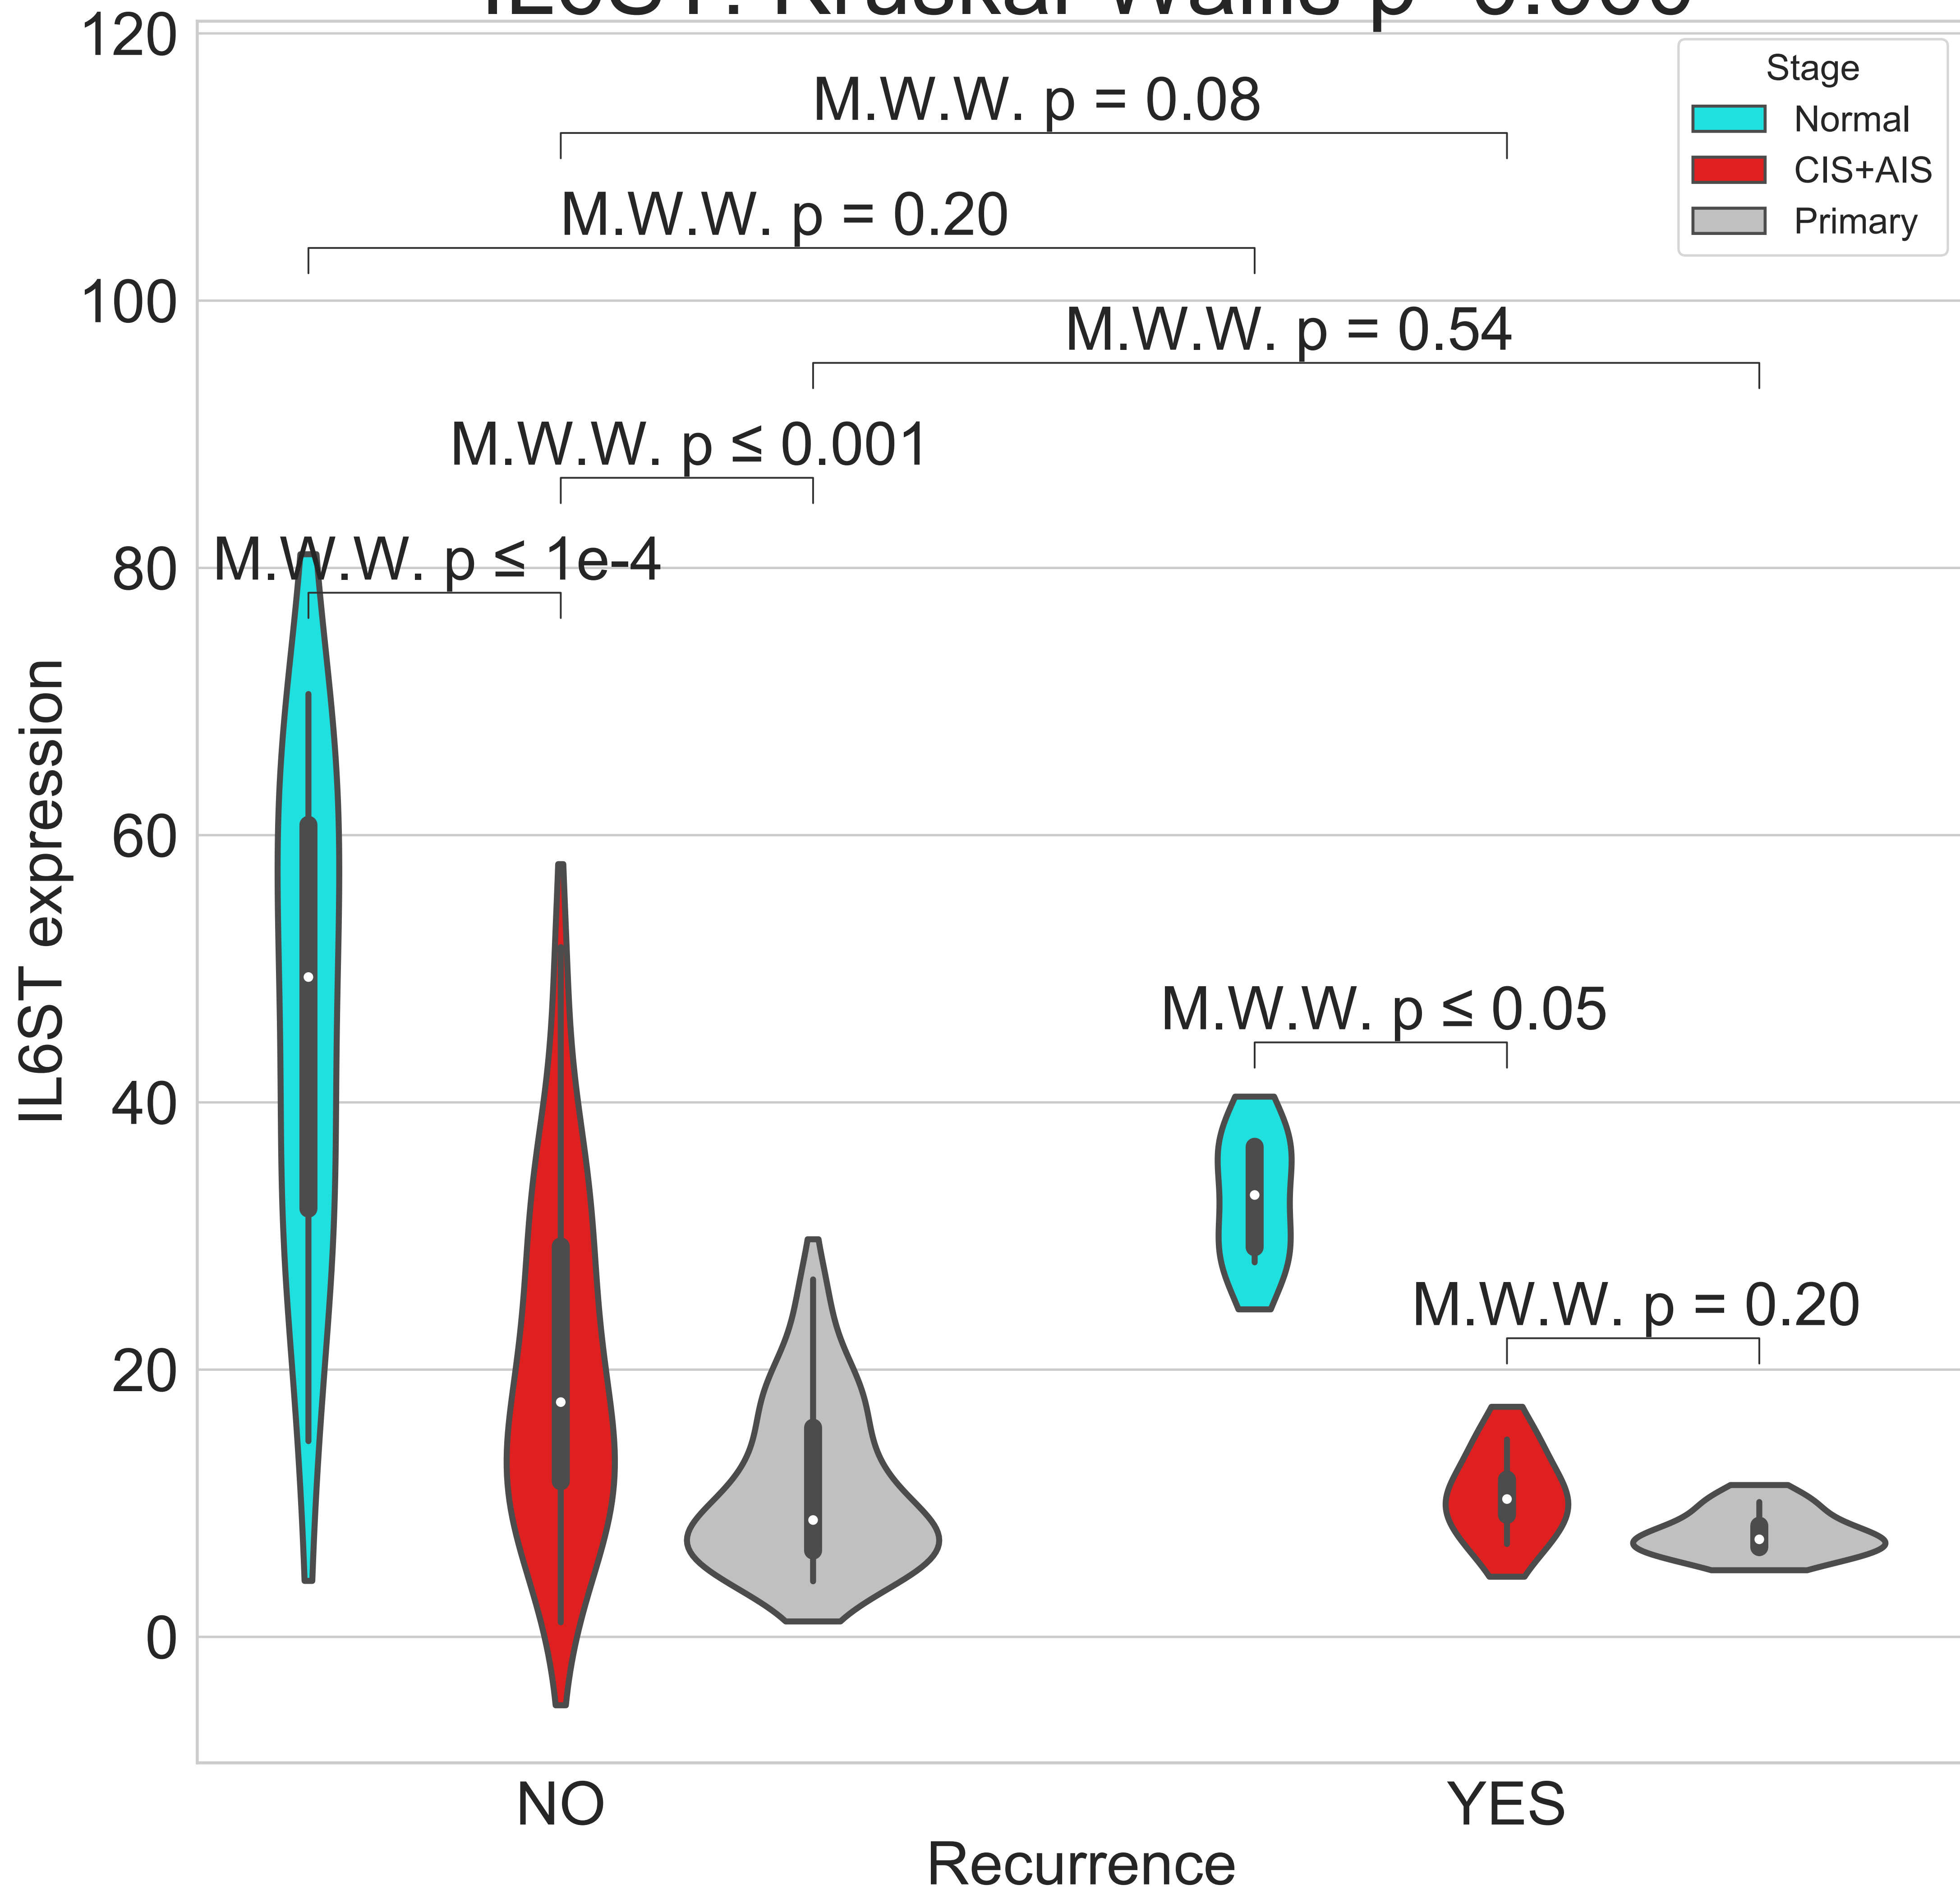 120
M.W.W. p = 0.08
Stage
Normal
CIS+AIS
Primary
M.W.W. p = 0.20
100
M.W.W. p = 0.54
M.W.W. p ≤ 0.001
M.W.W. p ≤ 1e-4
80
60
IL6ST expression
M.W.W. p ≤ 0.05
40
M.W.W. p = 0.20
20
0
NO
YES
Recurrence